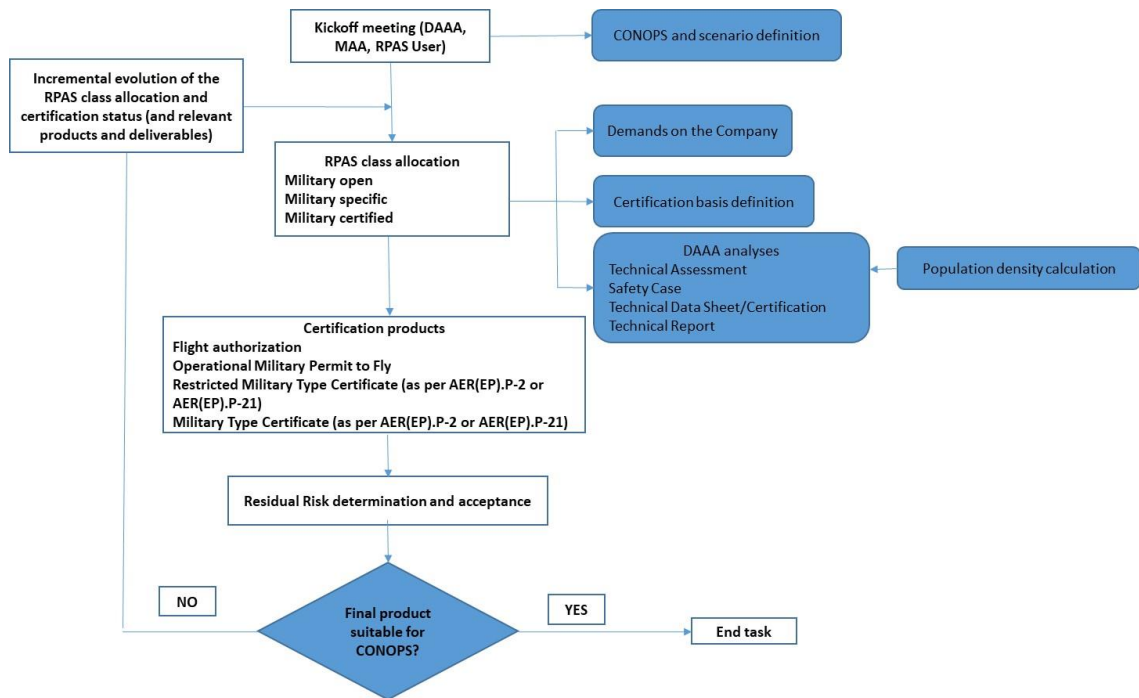 Kickoff meeting (DAAA,
MAA, RPAS User)
CONOPS and scenario definition
Incremental evolution of the
RPAS class allocation and
certification status (and relevant
products and deliverables)
Demands on the Company
RPAS class allocation
Military open
Military specific
Military certified
Certification basis definition
DAAA analyses
Technical Assessment
Safety Case
Technical Data Sheet/Certification
Technical Report
Population density calculation
Certification products
Flight authorization
Operational Military Permit to Fly
Restricted Military Type Certificate (as per AER(EP).P-2 or
AER(EP).P-21)
Military Type Certificate (as per AER(EP).P-2 or AER(EP).P-21)
Residual Risk determination and acceptance
NO
Final product
suitable for
CONOPS?
YES
End task